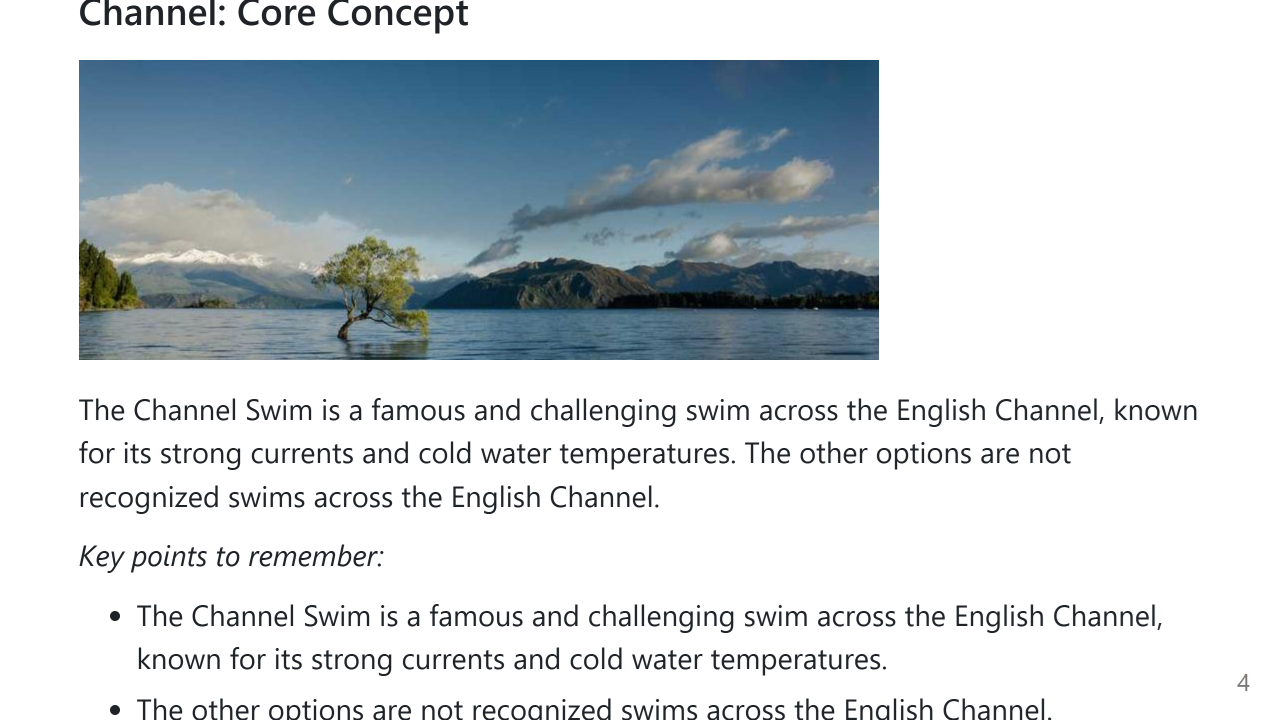 Channel: Core Concept
The Channel Swim is a famous and challenging swim across the English Channel, known
for its strong currents and cold water temperatures. The other options are not
recognized swims across the English Channel.
Key points to remember:
• The Channel Swim is a famous and challenging swim across the English Channel,
known for its strong currents and cold water temperatures.
• The other options are not recognized swims across the English Channel.
4